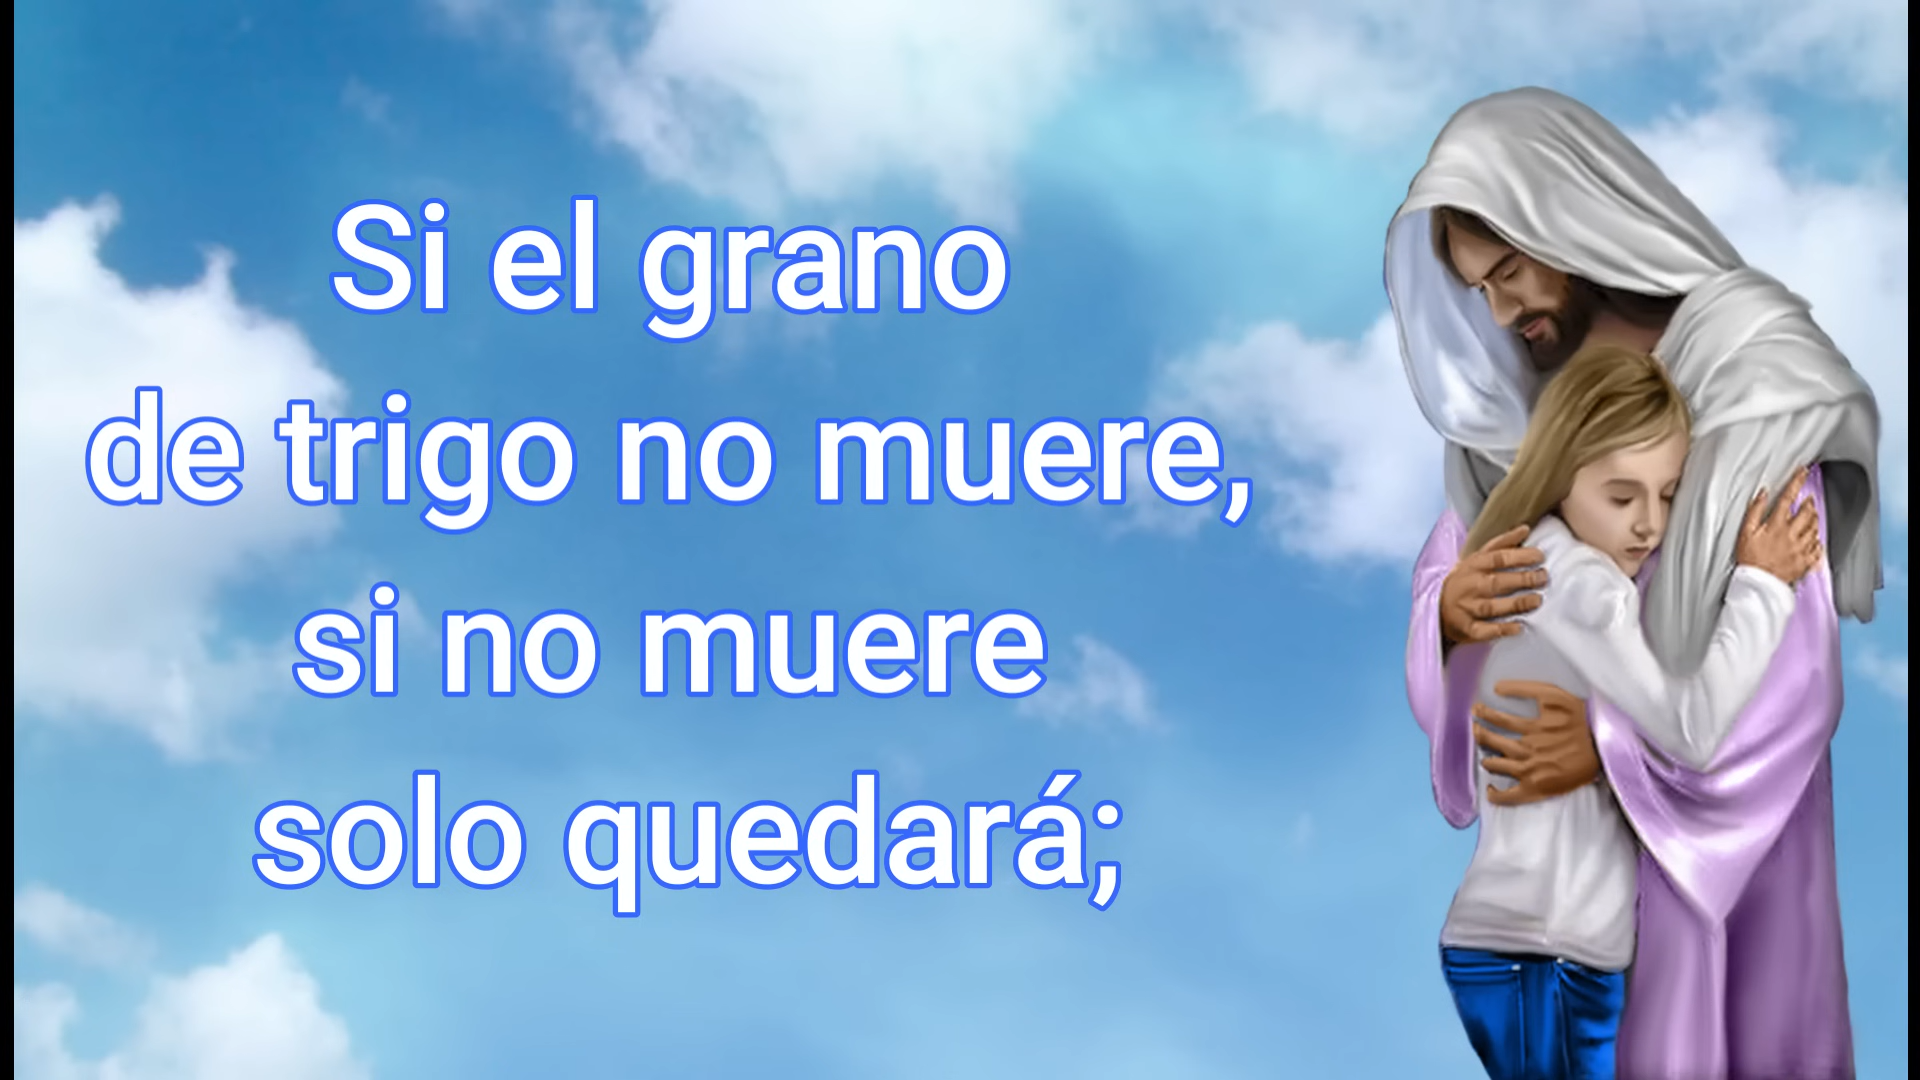 Si el grano
de trigo no muere,
si no muere
solo quedará;